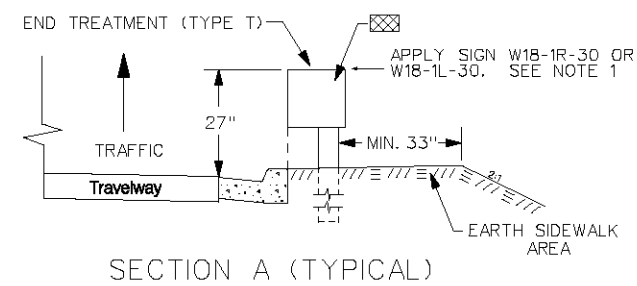 END TREATMENT (TYPE T)
APPLY SIGN W18-1R-30 OR
W18-1L-30. SEE NOTE 1
27"
MIN. 33"
TRAFFIC
Travelway
2:1
EARTH SIDEWALK
AREA
SECTION A (TYPICAL)